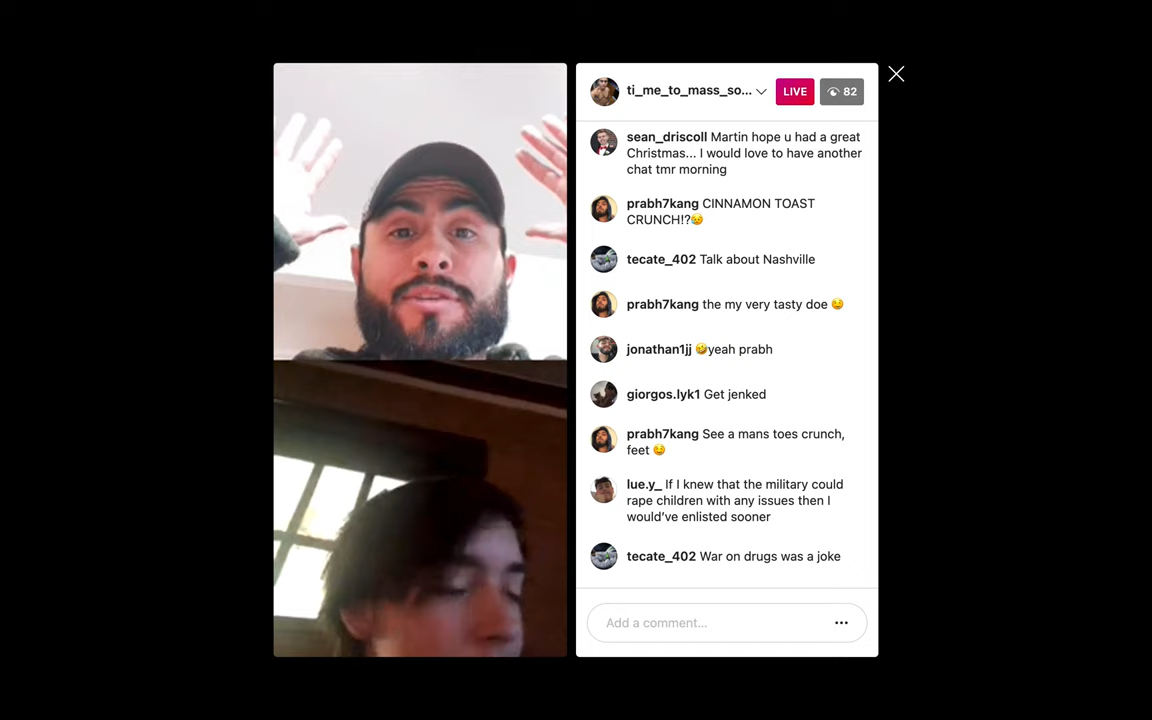 ti_me_to_mass_so... LIVE 82
sean_driscoll Martin hope u had a great
Christmas... I would love to have another
chat tmr morning
prabh7kang CINNAMON TOAST
CRUNCH!?😥
tecate_402 Talk about Nashville
prabh7kang the my very tasty doe 😊
jonathan1jj 🤣yeah prabh
giorgos.lyk1 Get jenked
prabh7kang See a mans toes crunch,
feet 😊
lue.y_ If I knew that the military could
rape children with any issues then I
would’ve enlisted sooner
tecate_402 War on drugs was a joke
Add a comment...